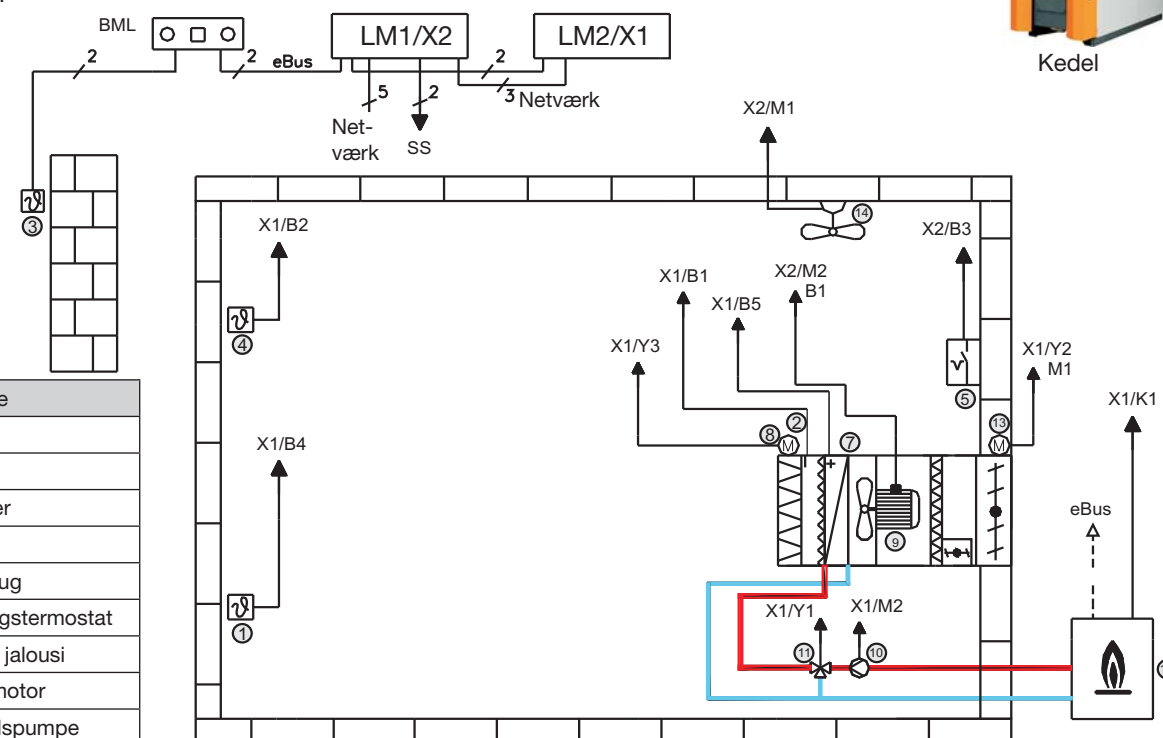 BML
LM1/X2
LM2/X1
2
2
eBus
5
2
2
3
Netværk
Net-
værk
SS
Kedel
3
X2/M1
14
X1/B2
X2/B3
X2/M2
B1
X1/B1
X1/B5
4
X1/Y3
X1/Y2
M1
5
X1/K1
X1/B4
8
M
2
7
13
M
+
9
eBus
1
X1/Y1
X1/M2
11
10
e
er
ug
gstermostat
jalousi
motor
lspumpe